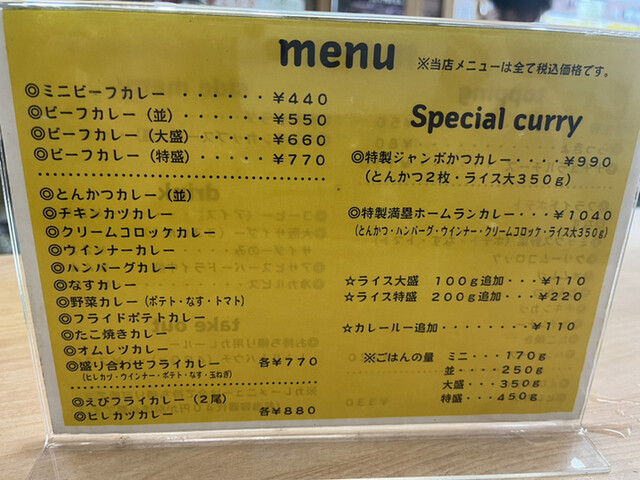 menu
※当店メニューは全て税込価格です。
◎ミニビーフカレー ・・・・・・・¥440
◎ビーフカレー（並）・・・・・・¥550
◎ビーフカレー（大盛）・・・・・¥660
◎ビーフカレー（特盛）・・・・・¥770
◎とんかつカレー（並）
◎チキンカツカレー
◎クリームコロッケカレー
◎ウインナーカレー
◎ハンバーグカレー
◎なすカレー
◎野菜カレー（ポテト・なす・トマト）
◎フライドポテトカレー
◎たこ焼きカレー
◎オムレツカレー
◎盛り合わせフライカレー 各¥770
（ヒレカツ・ウインナー・ポテト・なす・玉ねぎ）
◎えびフライカレー（2尾）
◎ヒレカツカレー 各¥880
Special curry
◎特製ジャンボかつカレー・・・・¥990
（とんかつ2枚・ライス大350g）
◎特製満塁ホームランカレー・・・¥1040
（とんかつ・ハンバーグ・ウインナー・クリームコロッケ・ライス大350g）
☆ライス大盛 100g追加・・・¥110
☆ライス特盛 200g追加・・・¥220
☆カレールー追加・・・・・・・・¥110
※ごはんの量 ミニ・・・170g
並・・・・250g
大盛・・・350g
特盛・・・450g